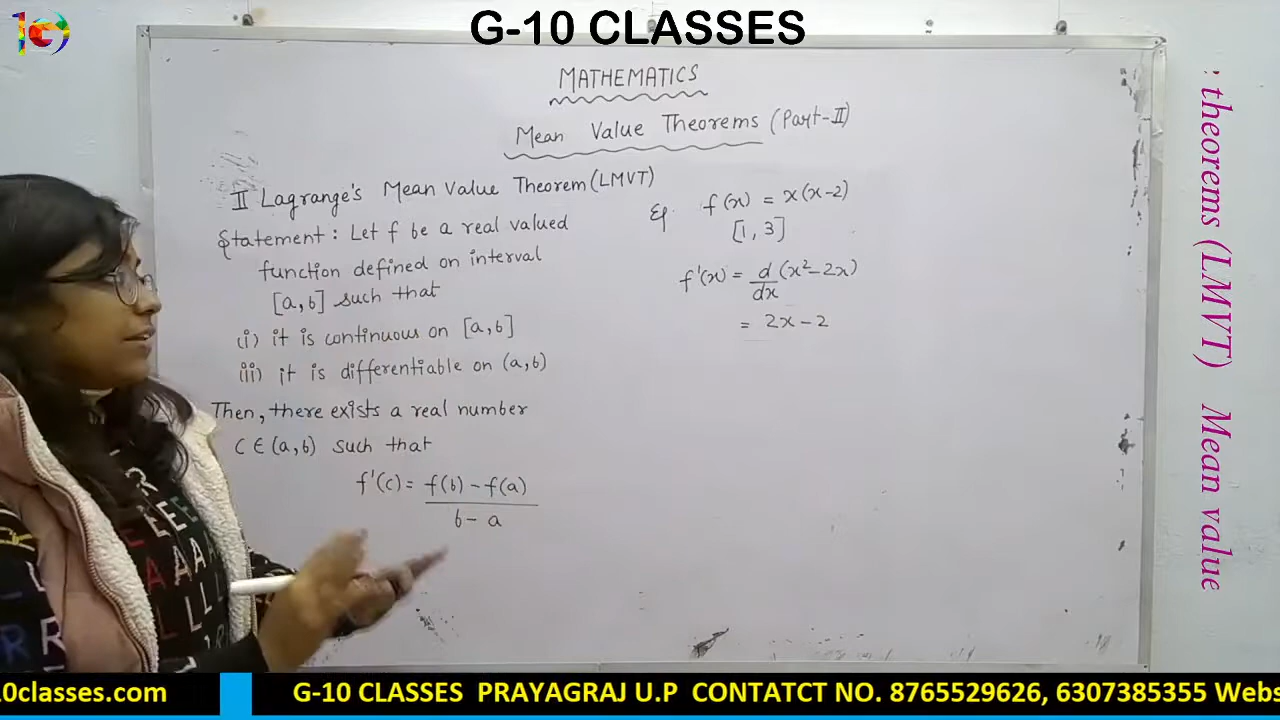 G-10 CLASSES
MATHEMATICS
Mean Value Theorems (Part-II)
II Lagrange's Mean Value Theorem (LMVT)
Statement : Let f be a real valued
function defined on interval
[a, b] such that
(i) it is continuous on [a, b]
(ii) it is differentiable on (a, b)
Then, there exists a real number
C ∈ (a, b) such that
f'(c) = f(b) - f(a)
b - a
f(x) = x(x-2)
[1, 3]
f'(x) = d (x² - 2x)
dx
= 2x - 2
: theorems (LMVT) Mean value
0classes.com G-10 CLASSES PRAYAGRAJ U.P CONTATCT NO. 8765529626, 6307385355 Webs